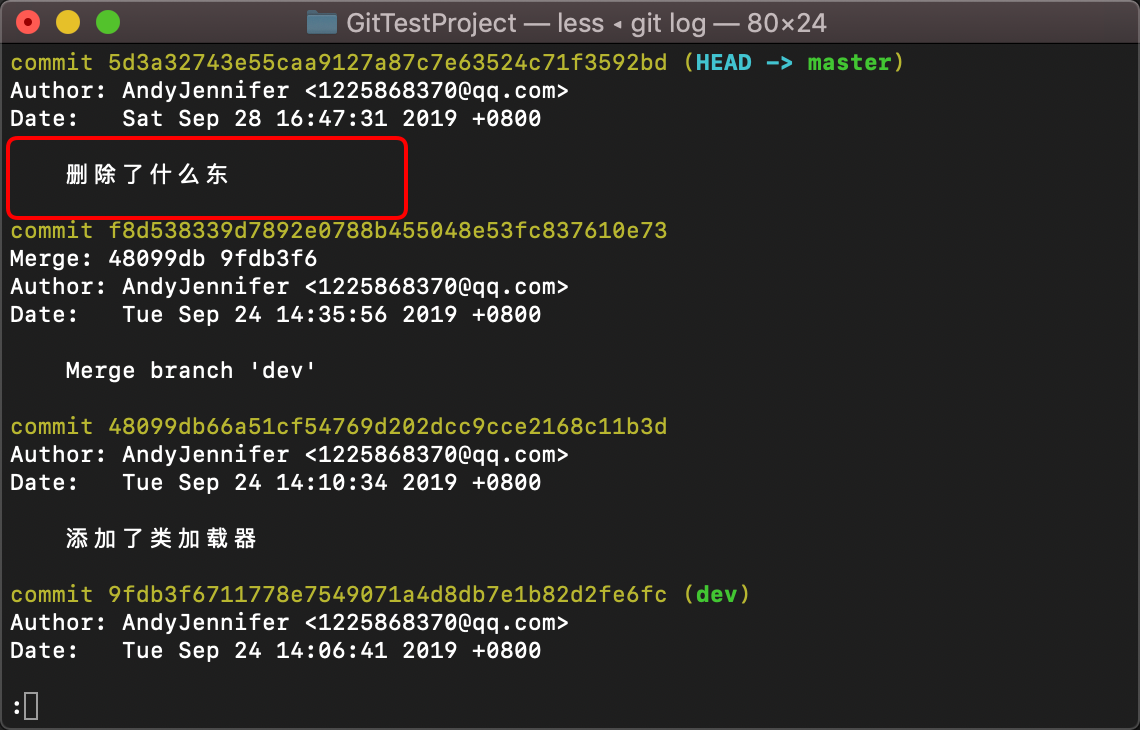 GitTestProject — less ◂ git log — 80×24
commit 5d3a32743e55caa9127a87c7e63524c71f3592bd (HEAD -> master)
Author: AndyJennifer <1225868370@qq.com>
Date:   Sat Sep 28 16:47:31 2019 +0800
删除了什么东
commit f8d538339d7892e0788b455048e53fc837610e73
Merge: 48099db 9fdb3f6
Author: AndyJennifer <1225868370@qq.com>
Date:   Tue Sep 24 14:35:56 2019 +0800
Merge branch 'dev'
commit 48099db66a51cf54769d202dcc9cce2168c11b3d
Author: AndyJennifer <1225868370@qq.com>
Date:   Tue Sep 24 14:10:34 2019 +0800
添加了类加载器
commit 9fdb3f6711778e7549071a4d8db7e1b82d2fe6fc (dev)
Author: AndyJennifer <1225868370@qq.com>
Date:   Tue Sep 24 14:06:41 2019 +0800
: